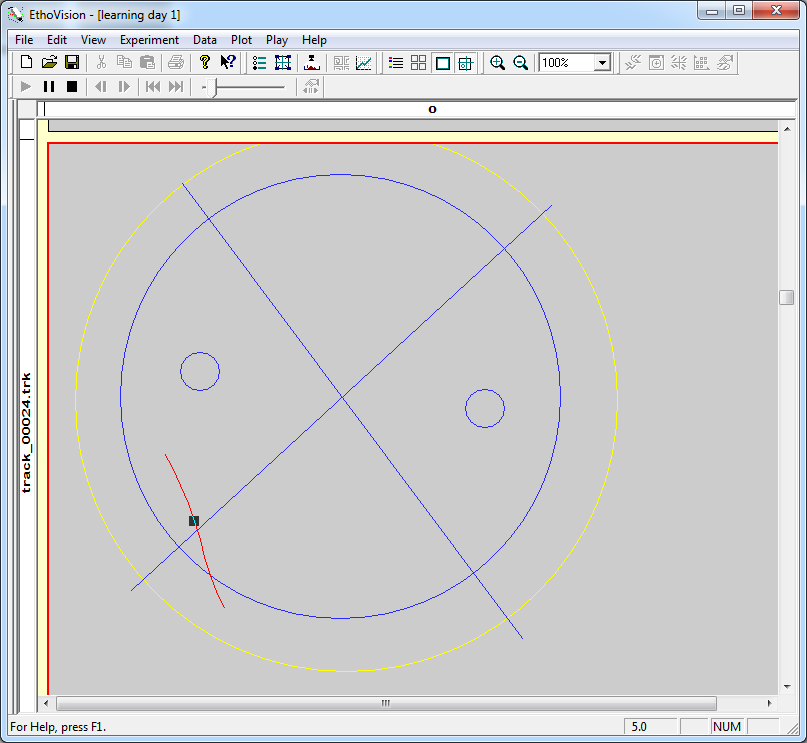 EthoVision - [learning day 1]
File Edit View Experiment Data Plot Play Help
100%
o
track_00024.trk
For Help, press F1.
5.0 NUM